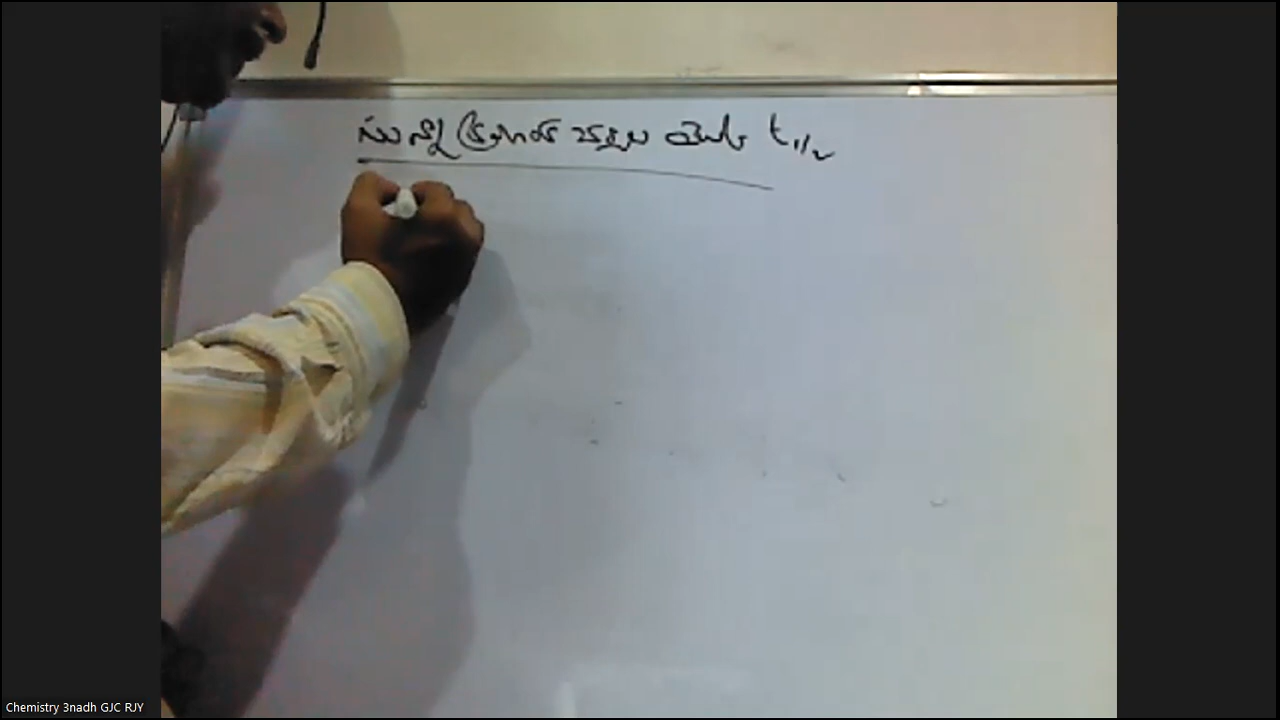 సున్న క్రమాంక చర్యల యొక్క t₁/₂
Chemistry 3nadh GJC RJY